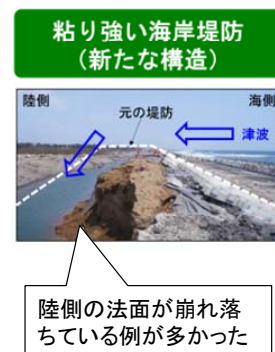 粘り強い海岸堤防
（新たな構造）
陸側
海側
元の堤防
津波
陸側の法面が崩れ落
ちている例が多かった